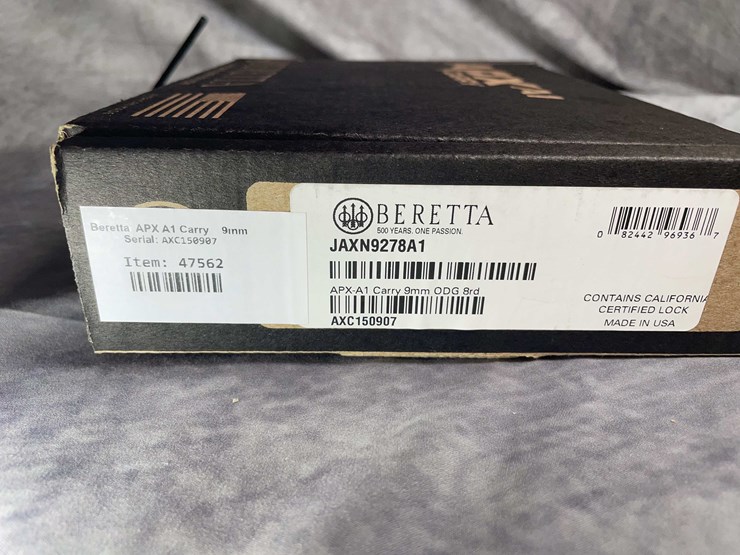 Beretta APX A1 Carry 9mm
Serial: AXC150907
Item: 47562
BERETTA
500 YEARS. ONE PASSION.
JAXN9278A1
APX-A1 Carry 9mm ODG 8rd
AXC150907
0 82442 96936 7
CONTAINS CALIFORNIA
CERTIFIED LOCK
MADE IN USA